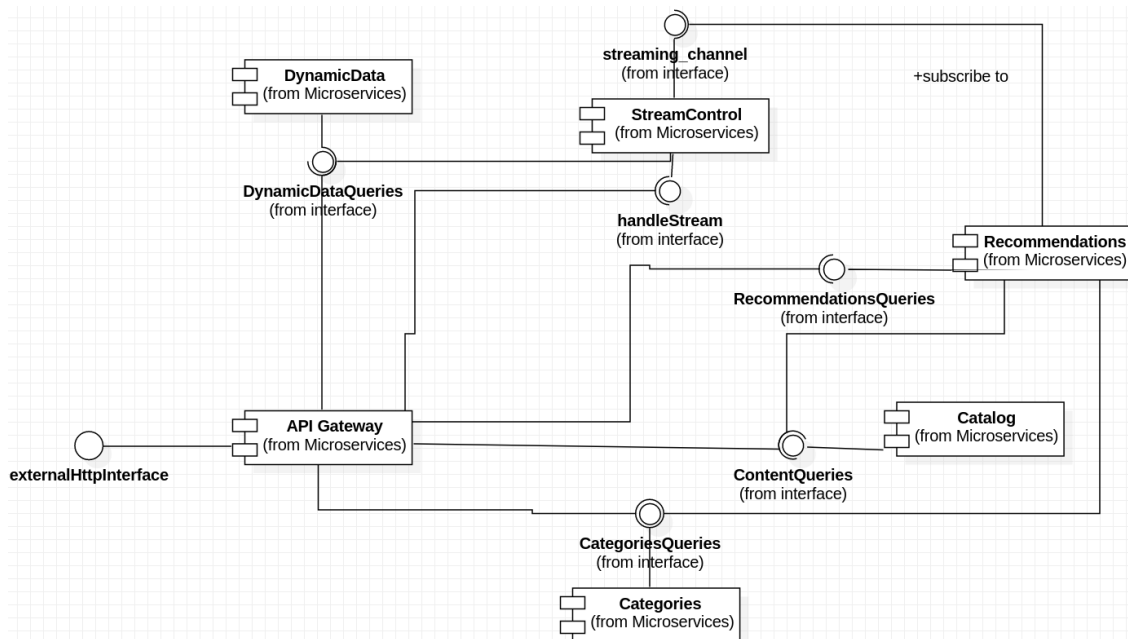 streaming_channel
(from interface)
+subscribe to
DynamicData
(from Microservices)
StreamControl
(from Microservices)
DynamicDataQueries
(from interface)
handleStream
(from interface)
Recommendations
(from Microservices)
RecommendationsQueries
(from interface)
API Gateway
(from Microservices)
Catalog
(from Microservices)
externalHttpInterface
ContentQueries
(from interface)
CategoriesQueries
(from interface)
Categories
(from Microservices)